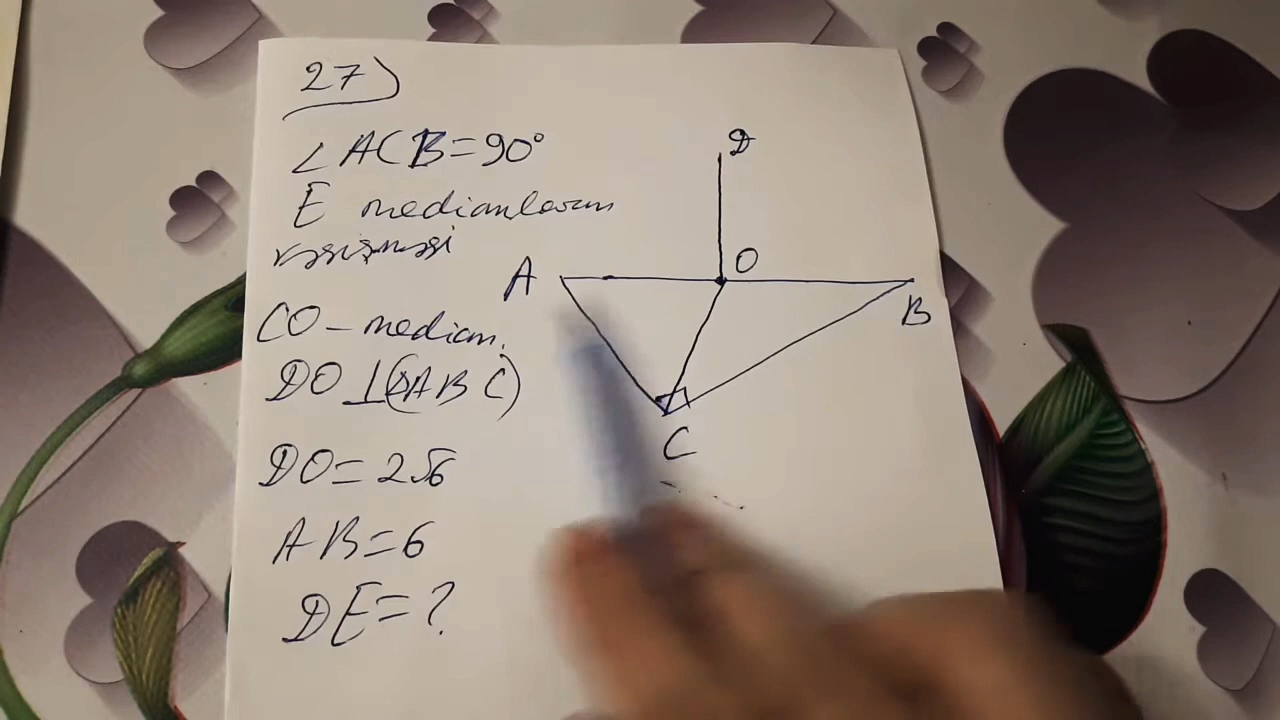 27)
∠ACB=90°
E medianların
kəsişməsi
CO – median.
DO⊥(△ABC)
DO=2√6
AB=6
DE=?
D
O
A
B
C